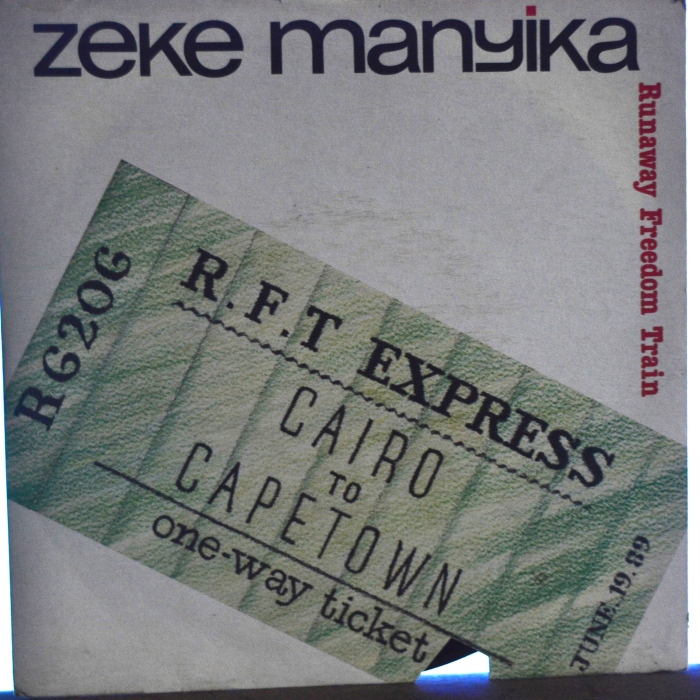 zeke manyika
Runaway Freedom Train
R6206
R.F.T EXPRESS
CAIRO
TO
CAPETOWN
one-way ticket
JUNE.19.89